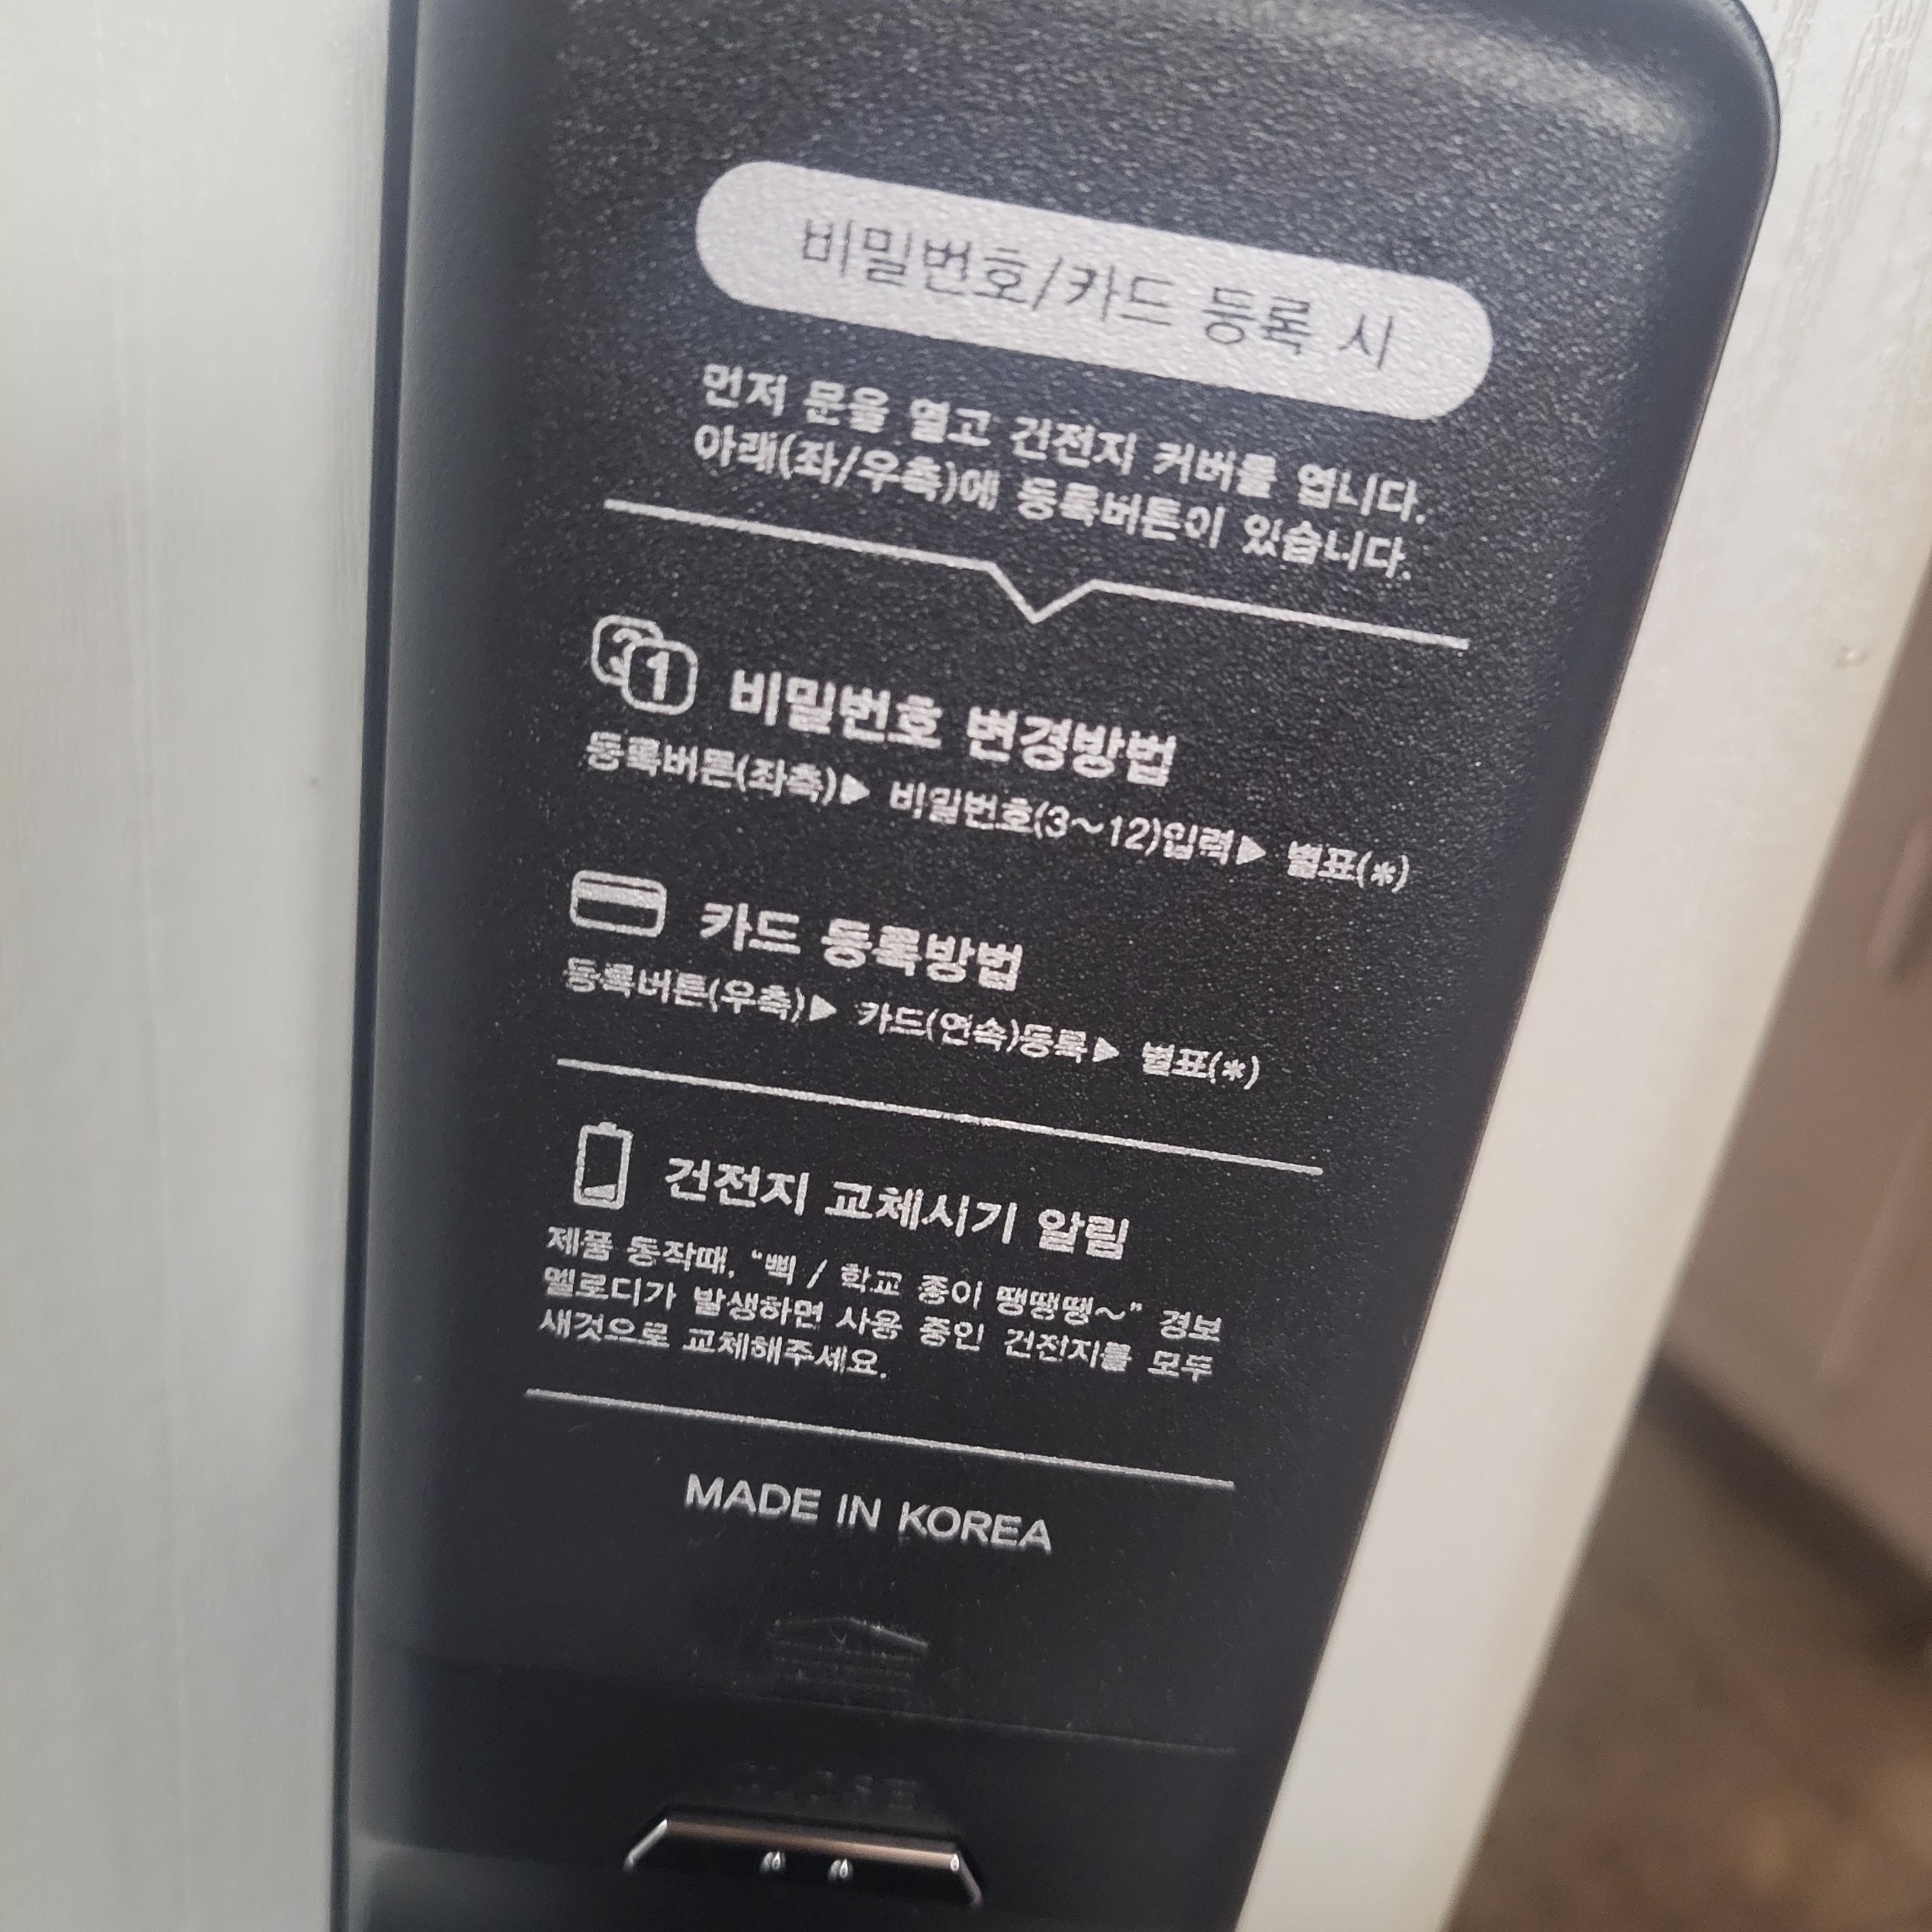 비밀번호/카드 등록 시
먼저 문을 열고 건전지 커버를 엽니다.
아래(좌/우측)에 등록버튼이 있습니다.
31
비밀번호 변경방법
등록버튼(좌측)▶ 비밀번호(3~12)입력▶ 별표(*)
카드 등록방법
등록버튼(우측)▶ 카드(연속)등록▶ 별표(*)
건전지 교체시기 알림
제품 동작때, “삑 / 학교 종이 땡땡땡~” 경보
멜로디가 발생하면 사용 중인 건전지를 모두
새것으로 교체해주세요.
MADE IN KOREA
CLOSE